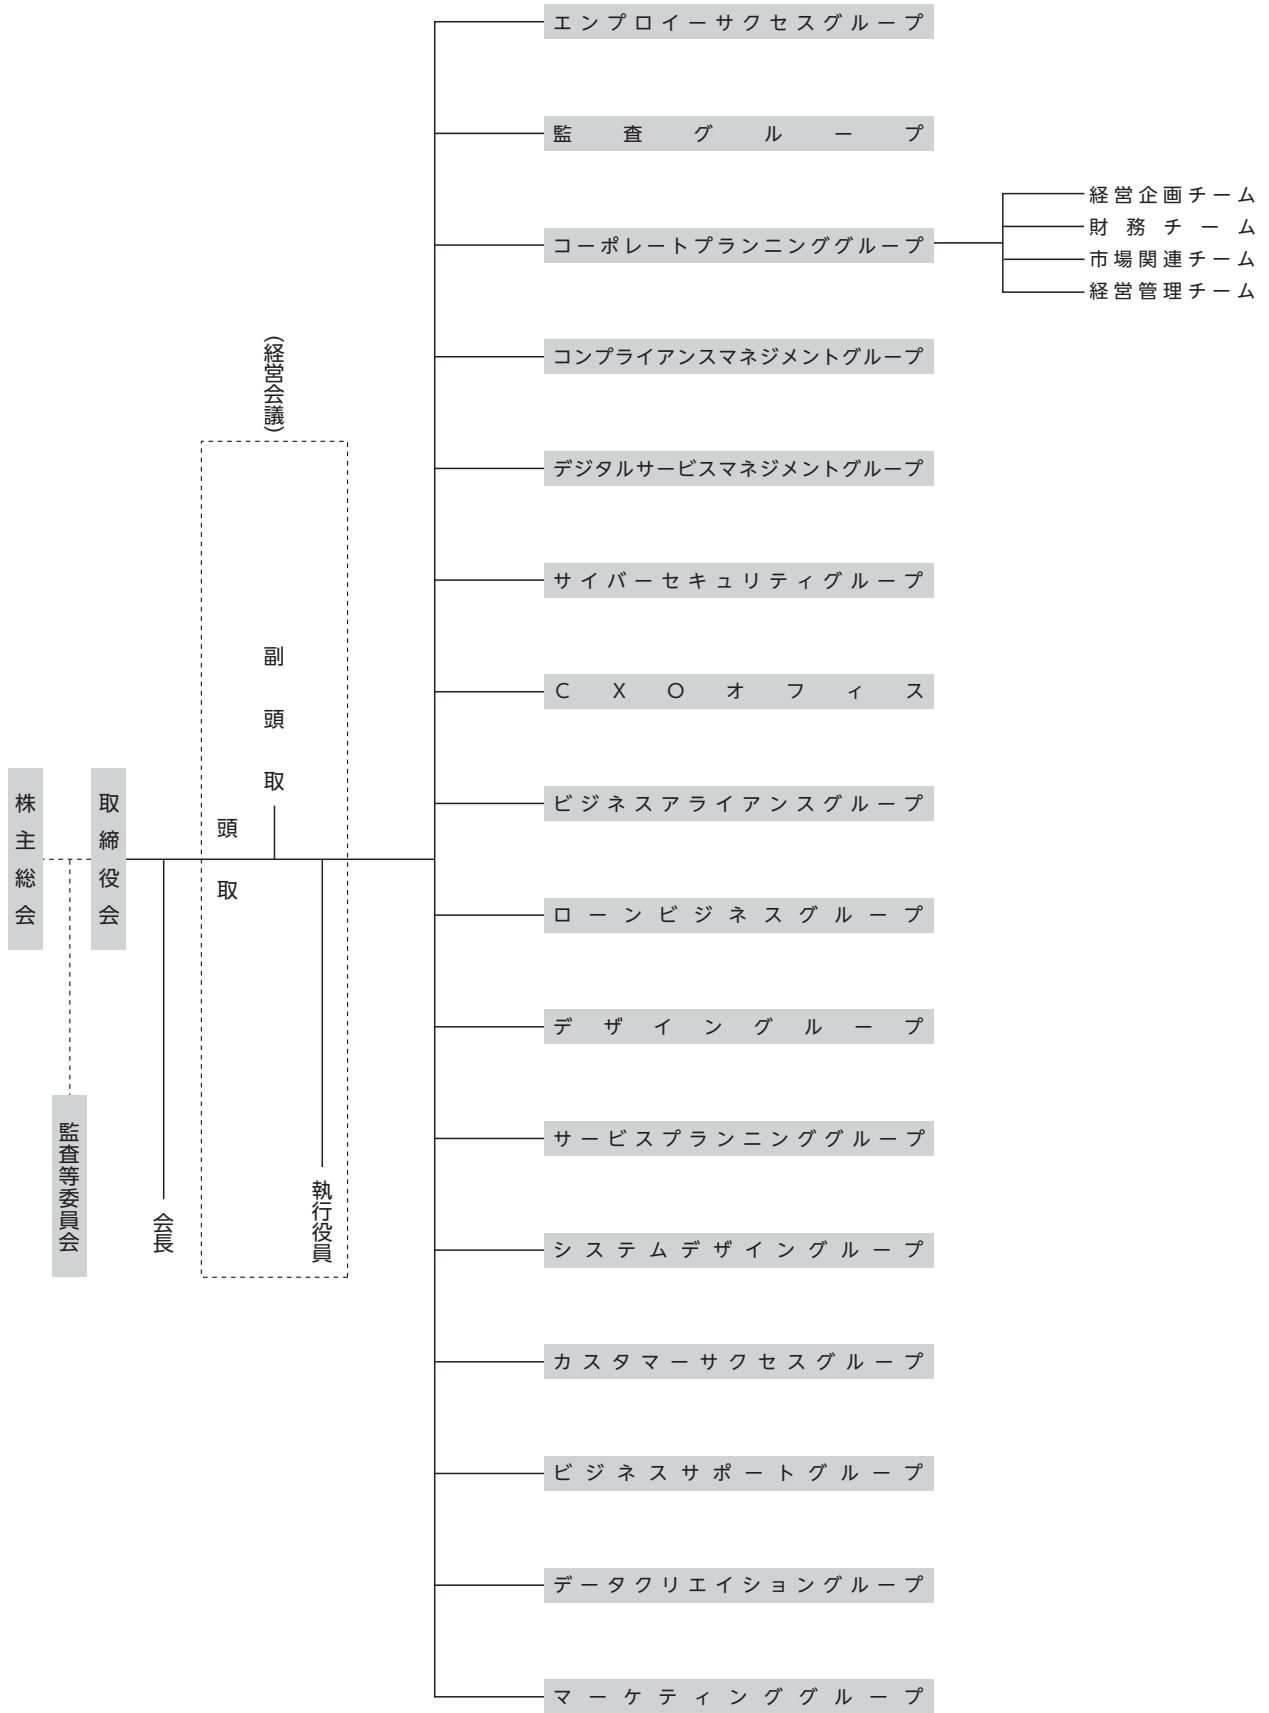 株主総会
取締役会
監査等委員会
会長
(経営会議)
頭取
副頭取
執行役員
エンプロイーサクセスグループ
監査グループ
コーポレートプランニンググループ
経営企画チーム
財務チーム
市場関連チーム
経営管理チーム
コンプライアンスマネジメントグループ
デジタルサービスマネジメントグループ
サイバーセキュリティグループ
CXOオフィス
ビジネスアライアンスグループ
ローンビジネスグループ
デザイングループ
サービスプランニンググループ
システムデザイングループ
カスタマーサクセスグループ
ビジネスサポートグループ
データクリエイショングループ
マーケティンググループ